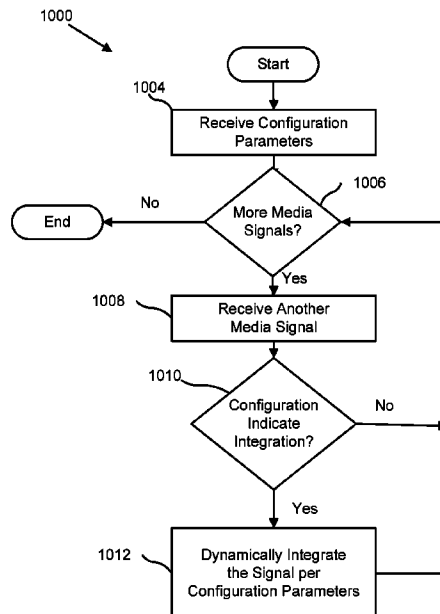 1000
Start
1004
Receive Configuration
Parameters
1006
No
End
More Media
Signals?
Yes
1008
Receive Another
Media Signal
1010
Configuration
Indicate
Integration?
No
Yes
1012
Dynamically Integrate
the Signal per
Configuration Parameters